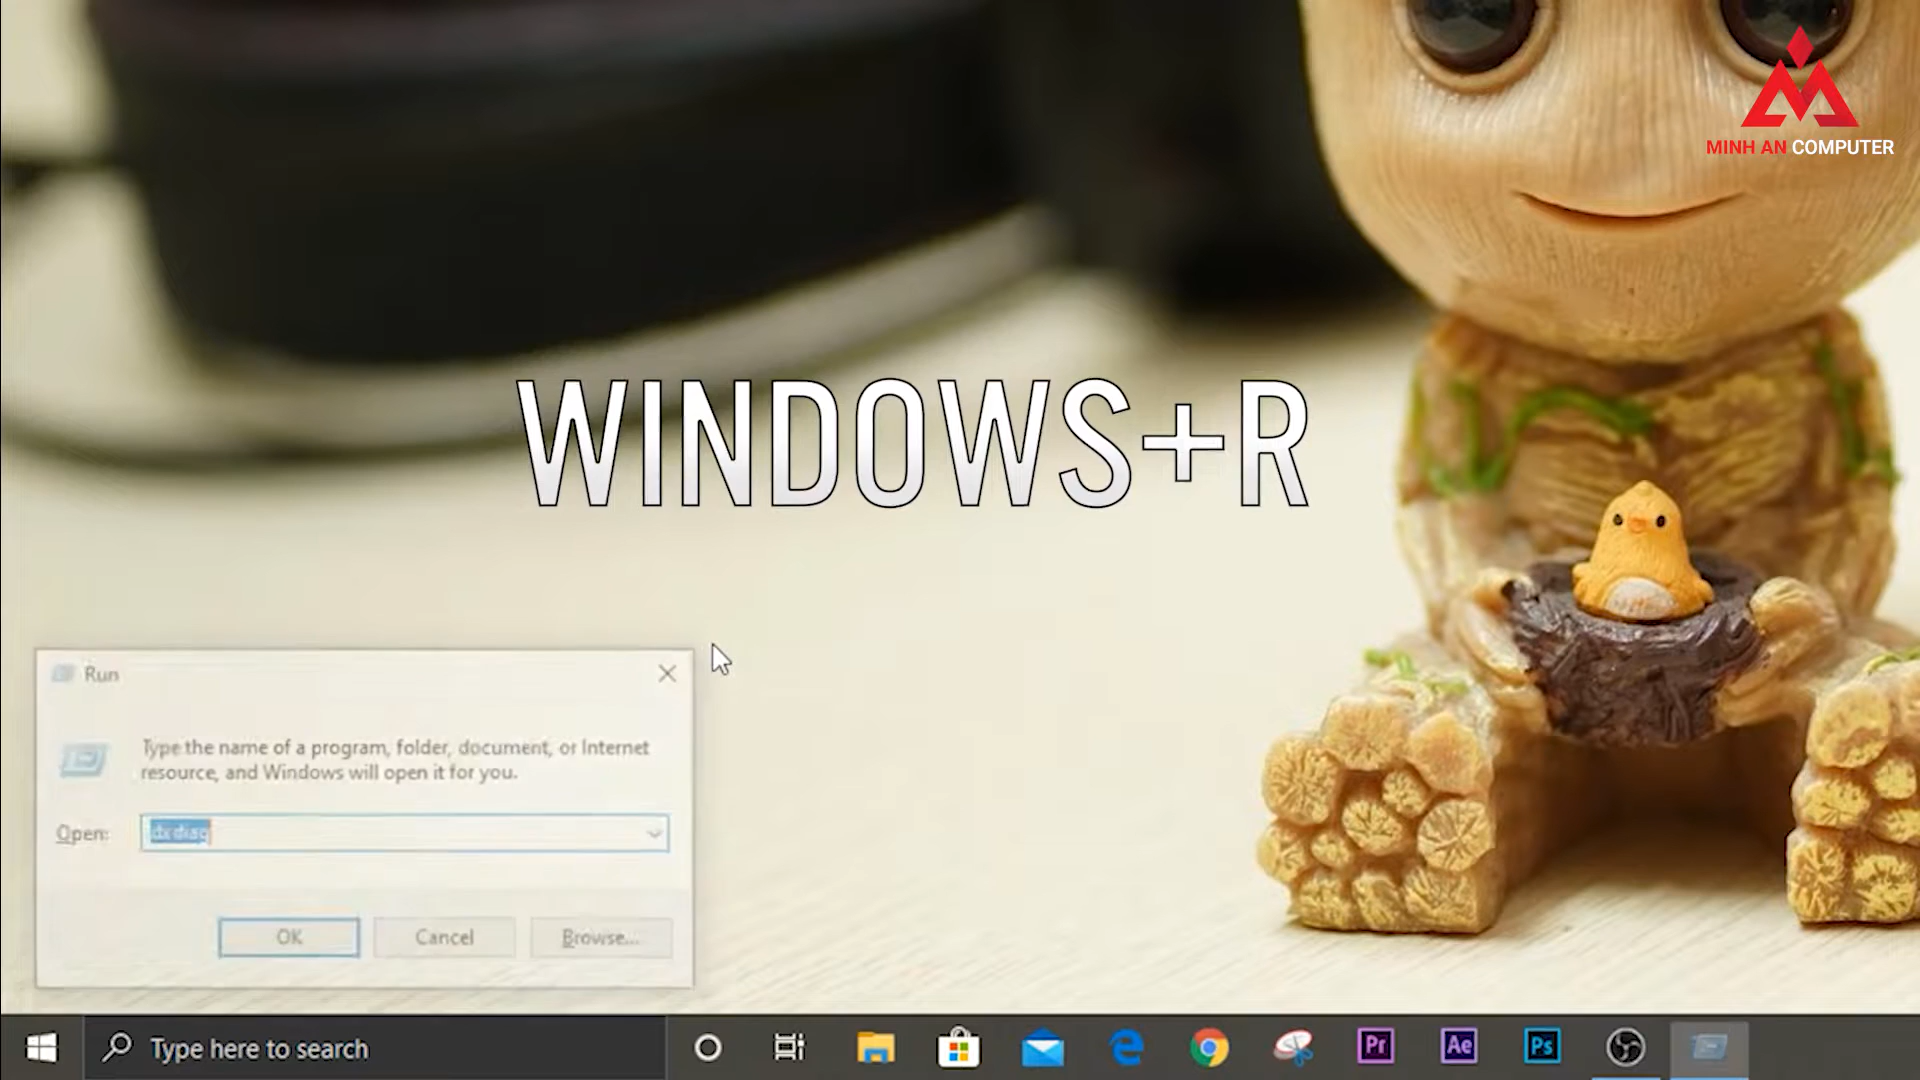 MINH AN COMPUTER
WINDOWS+R
Run
Type the name of a program, folder, document, or Internet
resource, and Windows will open it for you.
Open: dxdiag
OK Cancel Browse...
Type here to search
Pr Ae Ps